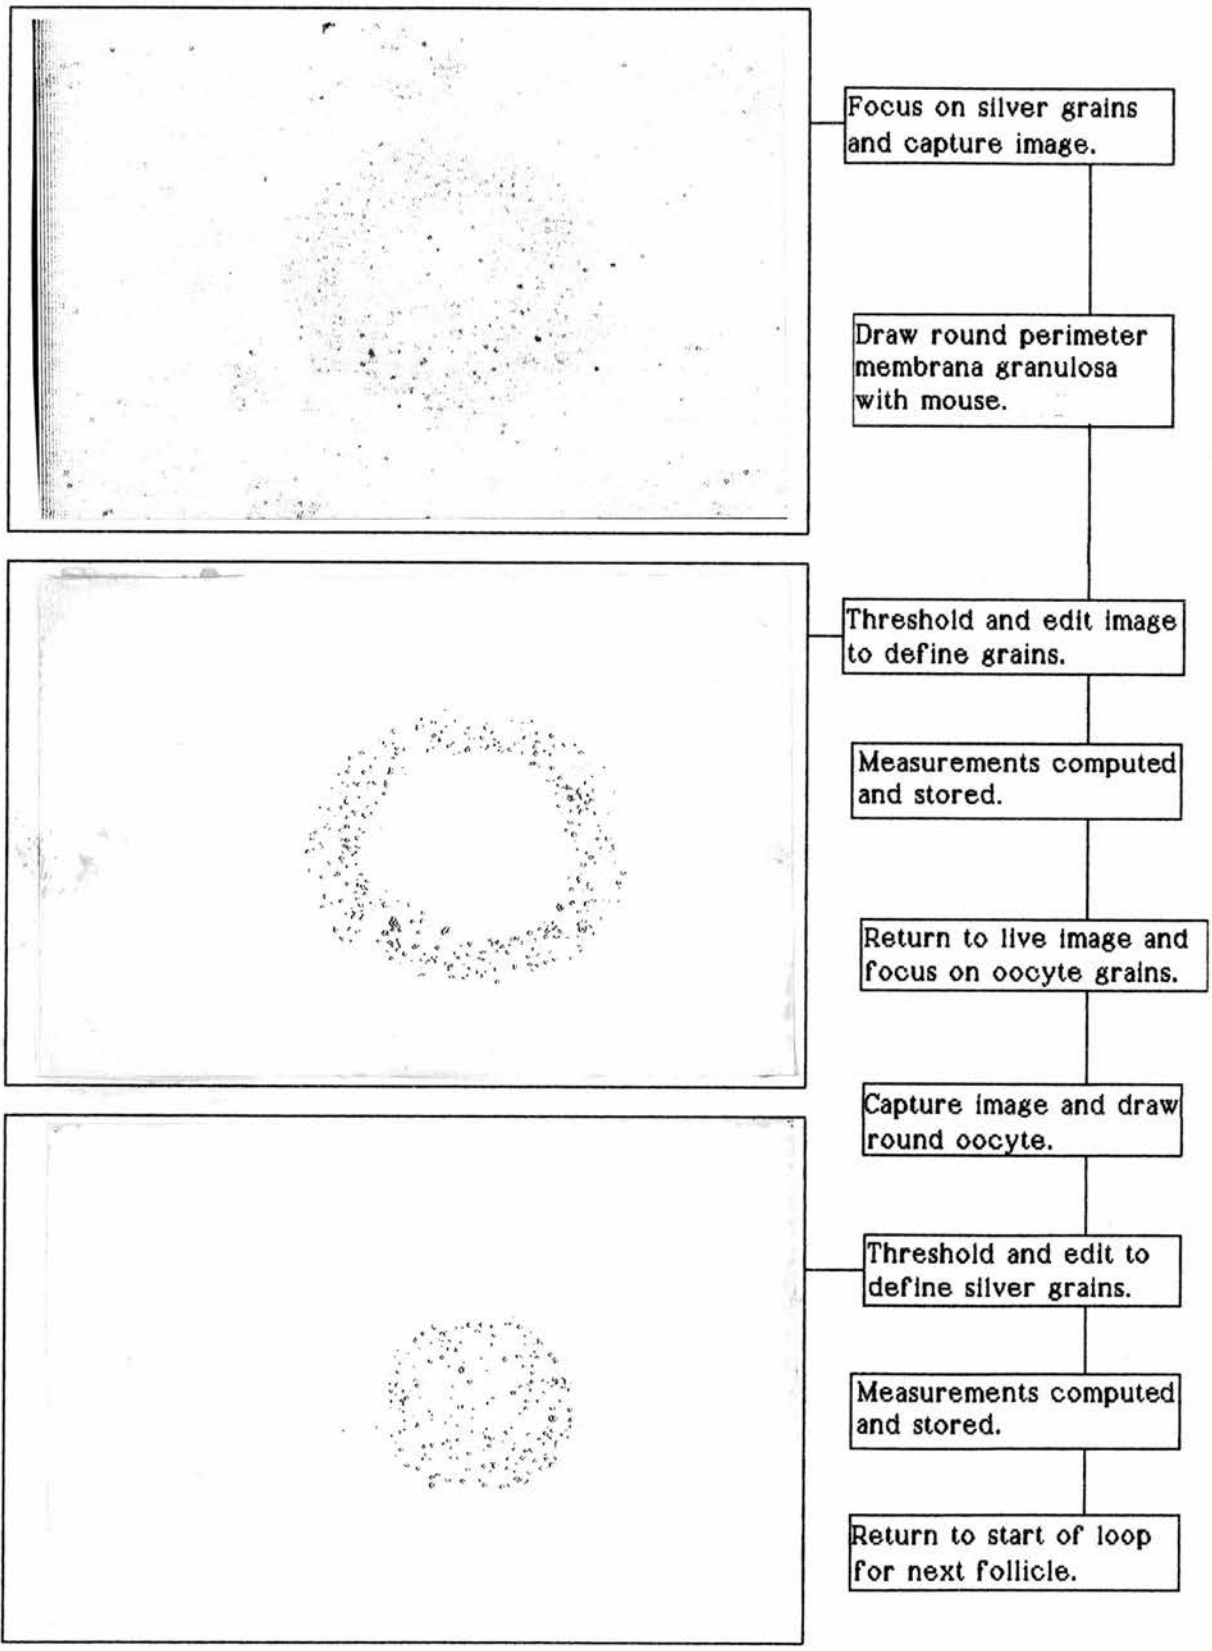 Focus on silver grains
and capture image.
Draw round perimeter
membrana granulosa
with mouse.
Threshold and edit image
to define grains.
Measurements computed
and stored.
Return to live image and
focus on oocyte grains.
Capture image and draw
round oocyte.
Threshold and edit to
define silver grains.
Measurements computed
and stored.
Return to start of loop
for next follicle.